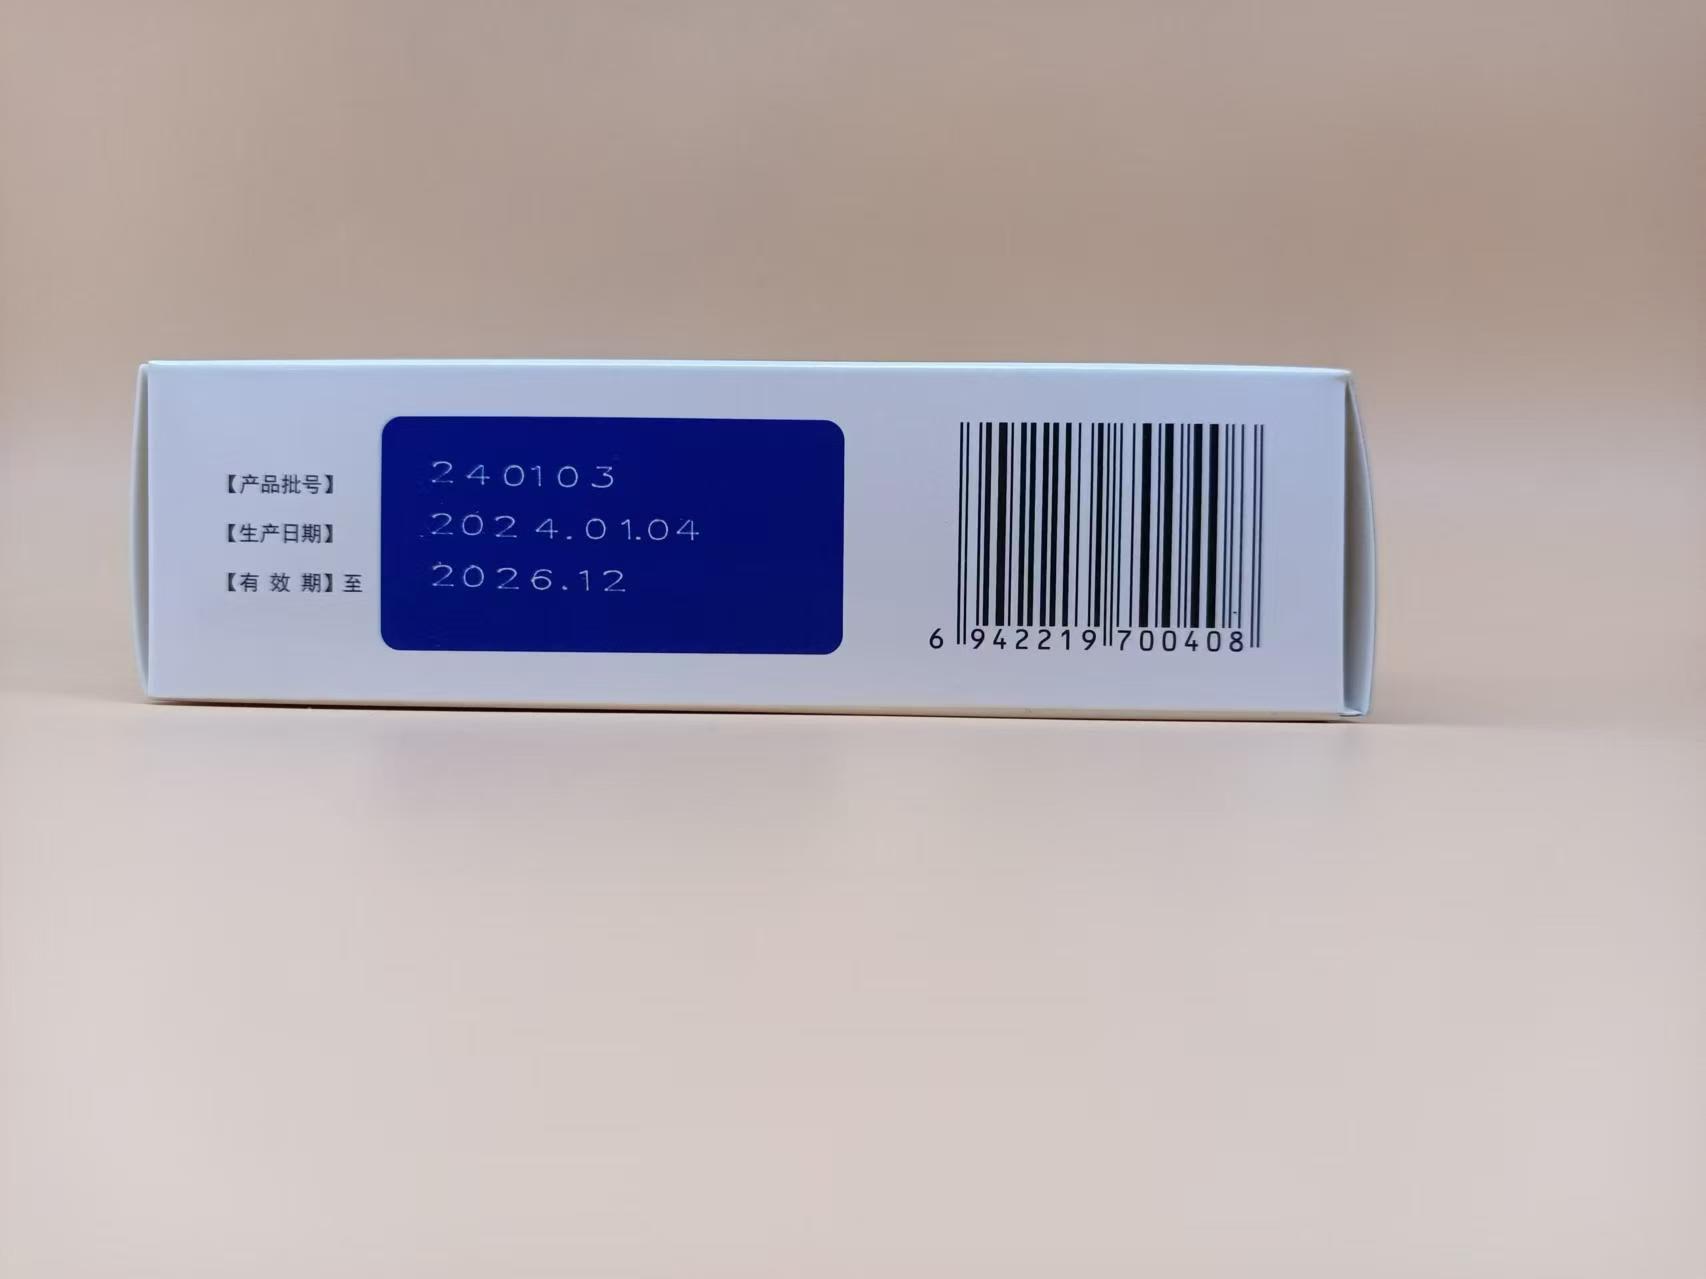 【产品批号】 240103
【生产日期】 2024.01.04
【有 效 期】至 2026.12
6 942219 700408